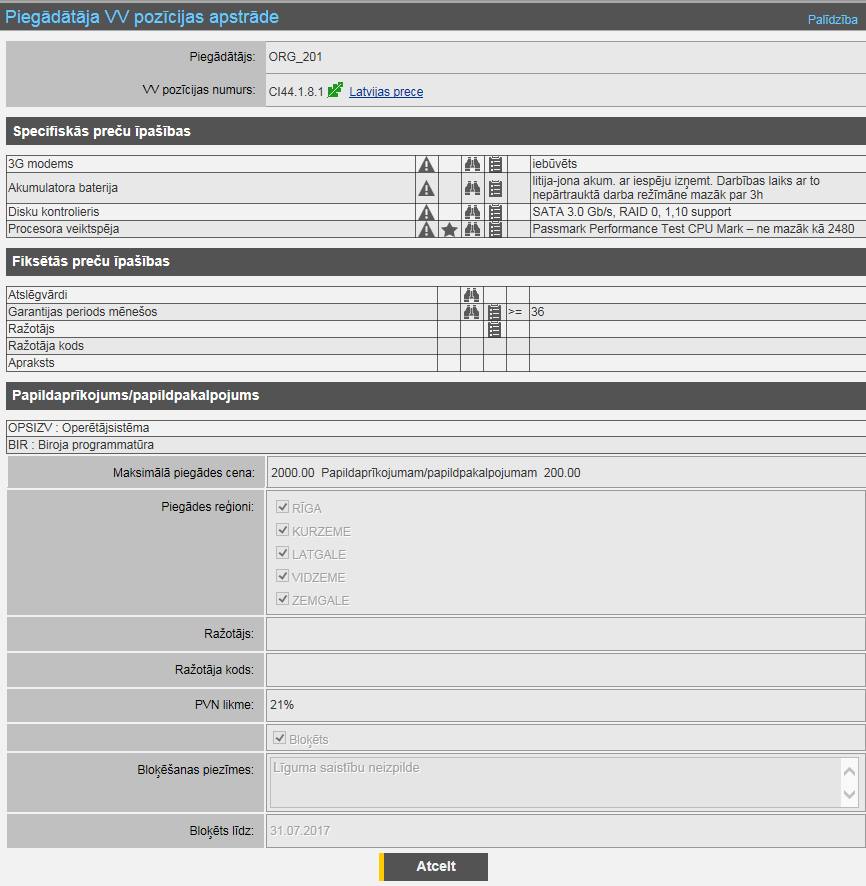 Piegādātāja VV pozīcijas apstrāde
Palīdzība
Piegādātājs: ORG_201
VV pozīcijas numurs: CI44.1.8.1 Latvijas prece
Specifiskās preču īpašības
3G modems iebūvēts
Akumulatora baterija litija-jona akum. ar iespēju izņemt. Darbības laiks ar to
nepārtrauktā darba režīmāne mazāk par 3h
Disku kontrolieris SATA 3.0 Gb/s, RAID 0, 1,10 support
Procesora veiktspēja Passmark Performance Test CPU Mark – ne mazāk kā 2480
Fiksētās preču īpašības
Atslēgvārdi
Garantijas periods mēnešos >= 36
Ražotājs
Ražotāja kods
Apraksts
Papildaprīkojums/papildpakalpojums
OPSIZV : Operētājsistēma
BIR : Biroja programmatūra
Maksimālā piegādes cena: 2000.00 Papildaprīkojumam/papildpakalpojumam 200.00
Piegādes reģioni: RĪGA
KURZEME
LATGALE
VIDZEME
ZEMGALE
Ražotājs:
Ražotāja kods:
PVN likme: 21%
Bloķēts
Bloķēšanas piezīmes: Līguma saistību neizpilde
Bloķēts līdz: 31.07.2017
Atcelt